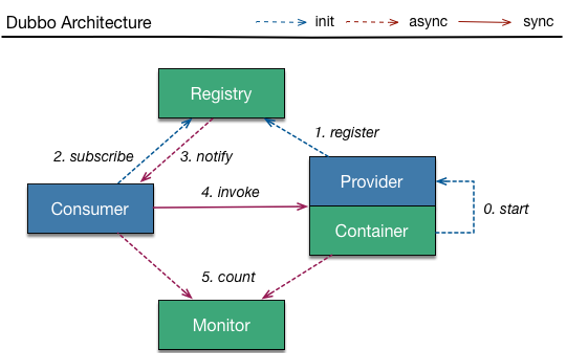 Dubbo Architecture
init
async
sync
Registry
1. register
2. subscribe
3. notify
Provider
4. invoke
Consumer
0. start
Container
5. count
Monitor